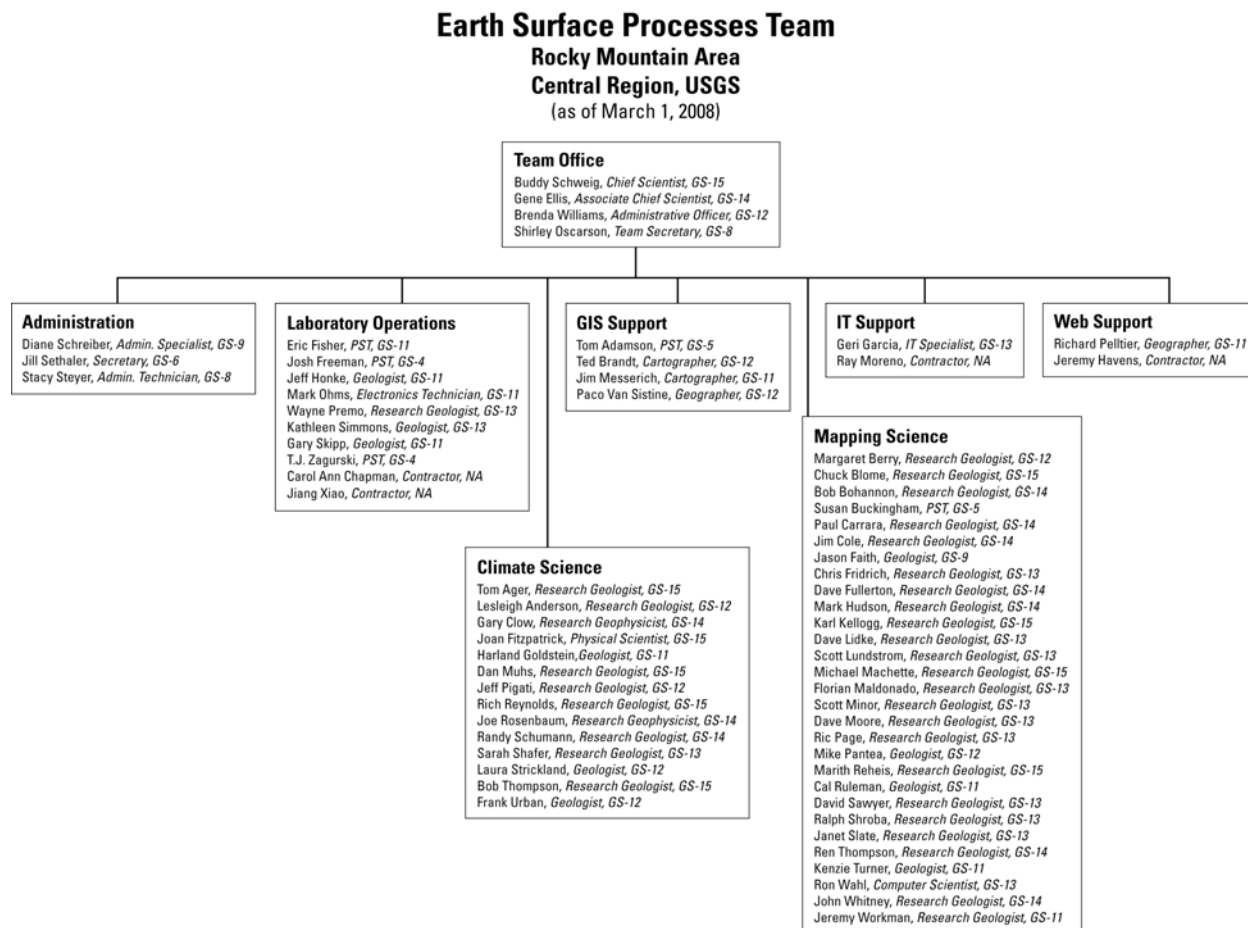 Earth Surface Processes Team
Rocky Mountain Area
Central Region, USGS
(as of March 1, 2008)
Team Office
Buddy Schweig, Chief Scientist, GS-15
Gene Ellis, Associate Chief Scientist, GS-14
Brenda Williams, Administrative Officer, GS-12
Shirley Oscarson, Team Secretary, GS-8
Administration
Diane Schreiber, Admin. Specialist, GS-9
Jill Sethaler, Secretary, GS-6
Stacy Steyer, Admin. Technician, GS-8
Laboratory Operations
Eric Fisher, PST, GS-11
Josh Freeman, PST, GS-4
Jeff Honke, Geologist, GS-11
Mark Ohms, Electronics Technician, GS-11
Wayne Premo, Research Geologist, GS-13
Kathleen Simmons, Geologist, GS-13
Gary Skipp, Geologist, GS-11
T.J. Zagurski, PST, GS-4
Carol Ann Chapman, Contractor, NA
Jiang Xiao, Contractor, NA
GIS Support
Tom Adamson, PST, GS-5
Ted Brandt, Cartographer, GS-12
Jim Messerich, Cartographer, GS-11
Paco Van Sistine, Geographer, GS-12
IT Support
Geri Garcia, IT Specialist, GS-13
Ray Moreno, Contractor, NA
Web Support
Richard Pelltier, Geographer, GS-11
Jeremy Havens, Contractor, NA
Climate Science
Tom Ager, Research Geologist, GS-15
Lesleigh Anderson, Research Geologist, GS-12
Gary Clow, Research Geophysicist, GS-14
Joan Fitzpatrick, Physical Scientist, GS-15
Harland Goldstein,Geologist, GS-11
Dan Muhs, Research Geologist, GS-15
Jeff Pigati, Research Geologist, GS-12
Rich Reynolds, Research Geologist, GS-15
Joe Rosenbaum, Research Geophysicist, GS-14
Randy Schumann, Research Geologist, GS-14
Sarah Shafer, Research Geologist, GS-13
Laura Strickland, Geologist, GS-12
Bob Thompson, Research Geologist, GS-15
Frank Urban, Geologist, GS-12
Mapping Science
Margaret Berry, Research Geologist, GS-12
Chuck Blome, Research Geologist, GS-15
Bob Bohannon, Research Geologist, GS-14
Susan Buckingham, PST, GS-5
Paul Carrara, Research Geologist, GS-14
Jim Cole, Research Geologist, GS-14
Jason Faith, Geologist, GS-9
Chris Fridrich, Research Geologist, GS-13
Dave Fullerton, Research Geologist, GS-14
Mark Hudson, Research Geologist, GS-14
Karl Kellogg, Research Geologist, GS-15
Dave Lidke, Research Geologist, GS-13
Scott Lundstrom, Research Geologist, GS-13
Michael Machette, Research Geologist, GS-15
Florian Maldonado, Research Geologist, GS-13
Scott Minor, Research Geologist, GS-13
Dave Moore, Research Geologist, GS-13
Ric Page, Research Geologist, GS-13
Mike Pantea, Geologist, GS-12
Marith Reheis, Research Geologist, GS-15
Cal Ruleman, Geologist, GS-11
David Sawyer, Research Geologist, GS-13
Ralph Shroba, Research Geologist, GS-13
Janet Slate, Research Geologist, GS-13
Ren Thompson, Research Geologist, GS-14
Kenzie Turner, Geologist, GS-11
Ron Wahl, Computer Scientist, GS-13
John Whitney, Research Geologist, GS-14
Jeremy Workman, Research Geologist, GS-11